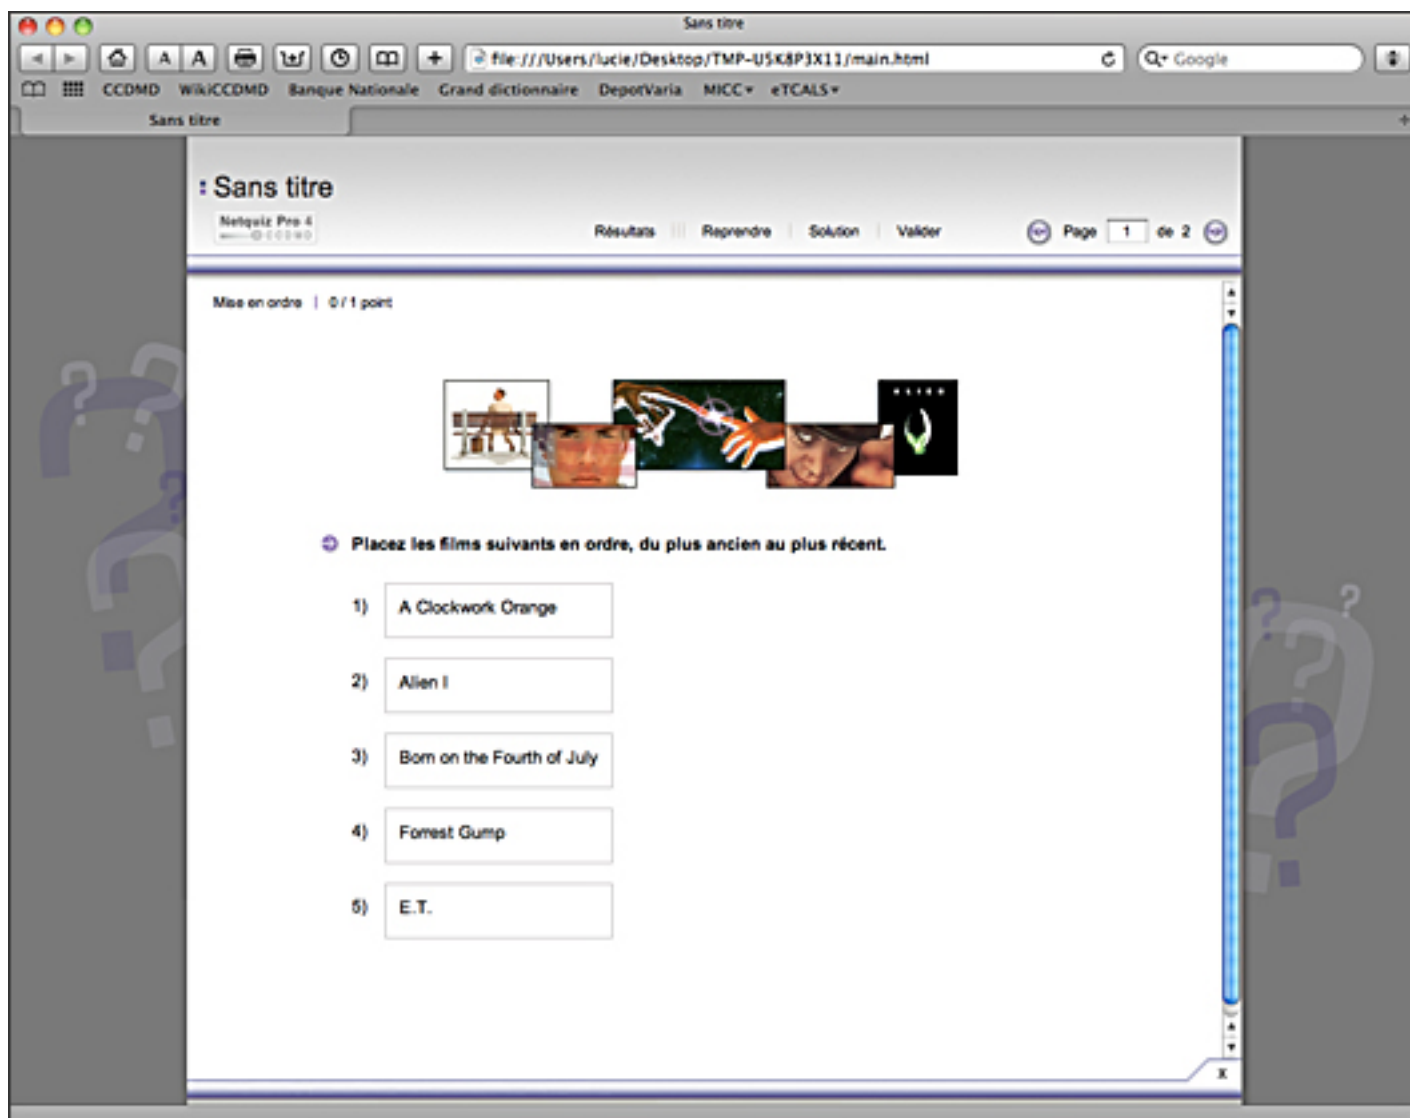 Sans titre
A A + file:///Users/lucie/Desktop/TMP-U5K8P3X11/main.html Google
CCDMD WikiCCDMD Banque Nationale Grand dictionnaire DepotVaria MICC eTCALS
Sans titre
Sans titre
Netquiz Pro 4
CCDMD
Résultats Reprendre Solution Valider Page 1 de 2
Mise en ordre | 0 / 1 point
ALIEN
Placez les films suivants en ordre, du plus ancien au plus récent.
1) A Clockwork Orange
2) Alien I
3) Born on the Fourth of July
4) Forrest Gump
5) E.T.
X